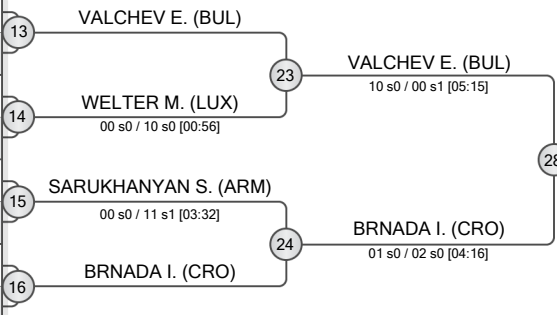 VALCHEV E. (BUL)
13
23
VALCHEV E. (BUL)
10 s0 / 00 s1 [05:15]
14
WELTER M. (LUX)
00 s0 / 10 s0 [00:56]
28
15
SARUKHANYAN S. (ARM)
00 s0 / 11 s1 [03:32]
24
BRNADA I. (CRO)
01 s0 / 02 s0 [04:16]
16
BRNADA I. (CRO)